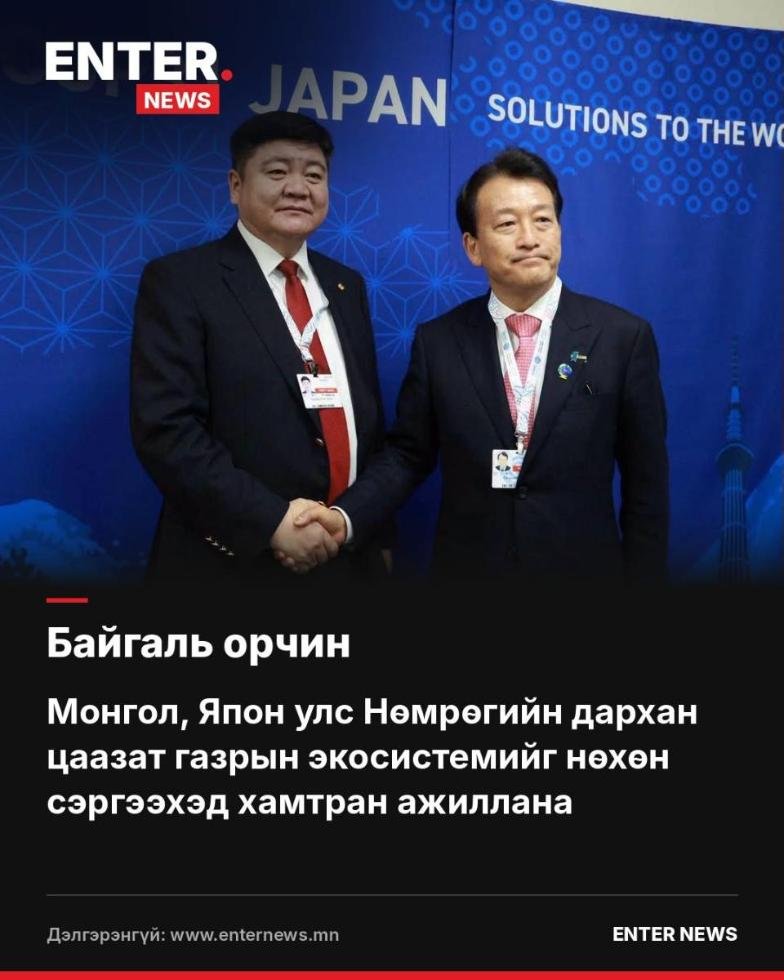 ENTER.
NEWS
JAPAN
SOLUTIONS TO THE WO
Байгаль орчин
Монгол, Япон улс Нөмрөгийн дархан
цаазат газрын экосистемийг нөхөн
сэргээхэд хамтран ажиллана
Дэлгэрэнгүй: www.enternews.mn
ENTER NEWS